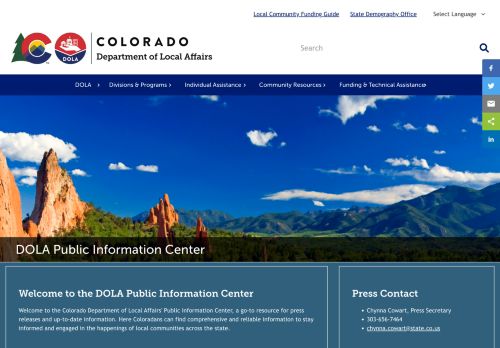 Local Community Funding Guide
State Demography Office
Select Language
CO
DOLA
COLORADO
Department of Local Affairs
Search
DOLA
Divisions & Programs
Individual Assistance
Community Resources
Funding & Technical Assistance
DOLA Public Information Center
Welcome to the DOLA Public Information Center
Welcome to the Colorado Department of Local Affairs' Public Information Center, a go-to resource for press
releases and up-to-date information. Here Coloradans can find comprehensive and reliable information to stay
informed and engaged in the happenings of local communities across the state.
Press Contact
• Chynna Cowart, Press Secretary
• 303-656-7464
• chynna.cowart@state.co.us